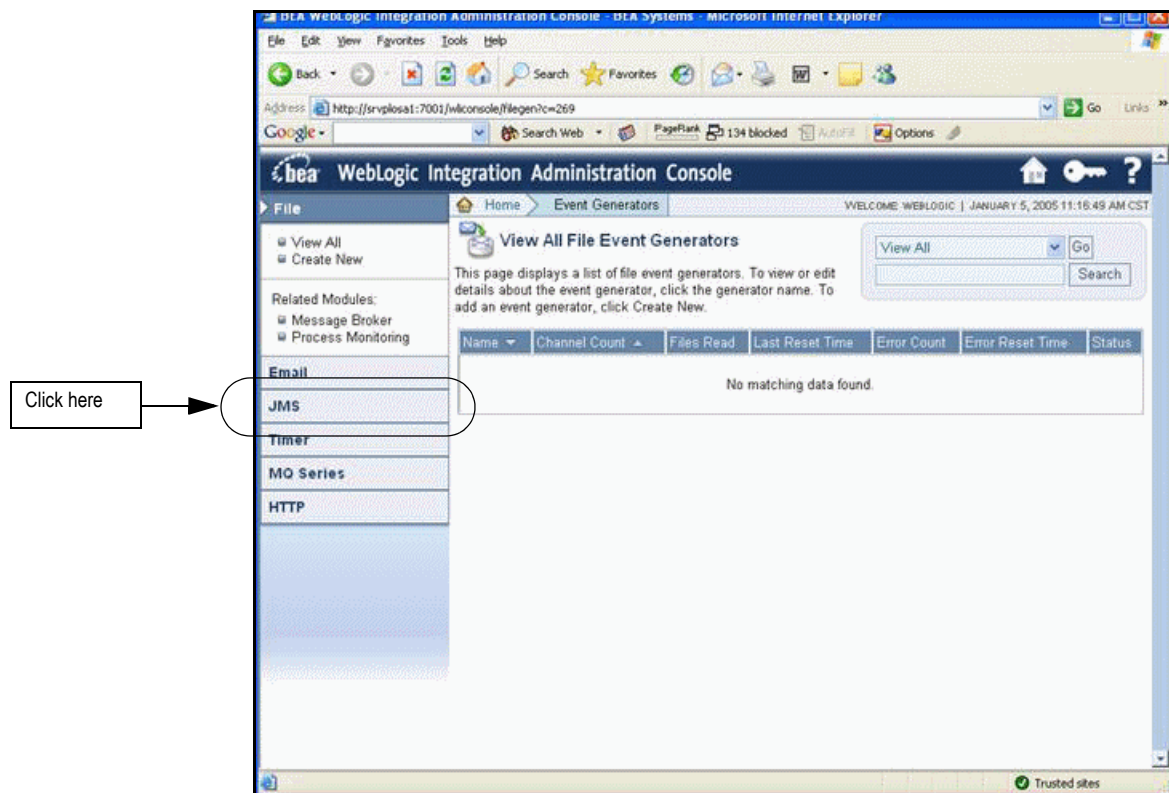 BEA WebLogic Integration Administration Console - BEA Systems - Microsoft Internet Explorer
File Edit View Favorites Tools Help
Back Search Favorites
Address http://srvplosat:7001/wliconsole/filegen?c=269 Go Links »
Google Search Web PageRank 134 blocked AutoFill Options
bea WebLogic Integration Administration Console ?
File
Home Event Generators WELCOME WEBLOGIC | JANUARY 5, 2005 11:16:49 AM CST
View All
Create New
Related Modules:
Message Broker
Process Monitoring
Email
Click here
JMS
Timer
MQ Series
HTTP
View All File Event Generators
View All Go
Search
This page displays a list of file event generators. To view or edit
details about the event generator, click the generator name. To
add an event generator, click Create New.
Name Channel Count Files Read Last Reset Time Error Count Error Reset Time Status
No matching data found.
Trusted sites